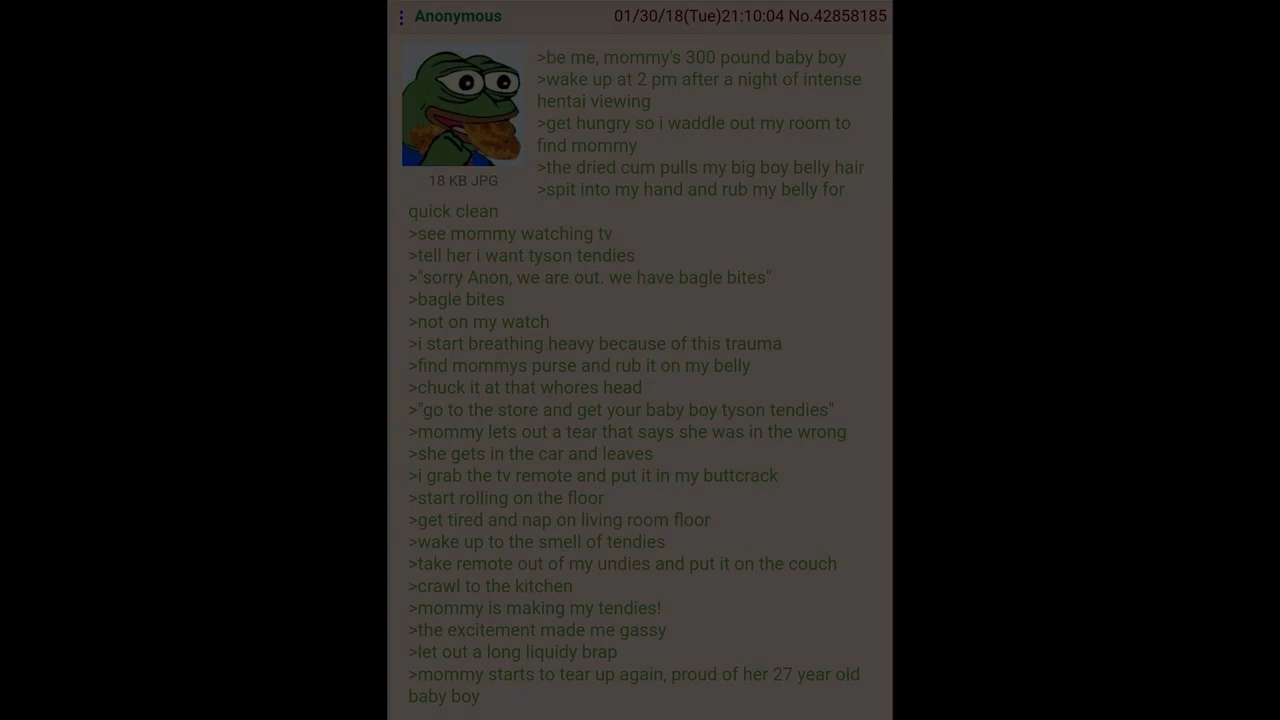 Anonymous 01/30/18(Tue)21:10:04 No.42858185
>be me, mommy's 300 pound baby boy
>wake up at 2 pm after a night of intense
hentai viewing
>get hungry so i waddle out my room to
find mommy
>the dried cum pulls my big boy belly hair
18 KB JPG
>spit into my hand and rub my belly for
quick clean
>see mommy watching tv
>tell her i want tyson tendies
>"sorry Anon, we are out. we have bagle bites"
>bagle bites
>not on my watch
>i start breathing heavy because of this trauma
>find mommys purse and rub it on my belly
>chuck it at that whores head
>"go to the store and get your baby boy tyson tendies"
>mommy lets out a tear that says she was in the wrong
>she gets in the car and leaves
>i grab the tv remote and put it in my buttcrack
>start rolling on the floor
>get tired and nap on living room floor
>wake up to the smell of tendies
>take remote out of my undies and put it on the couch
>crawl to the kitchen
>mommy is making my tendies!
>the excitement made me gassy
>let out a long liquidy brap
>mommy starts to tear up again, proud of her 27 year old
baby boy